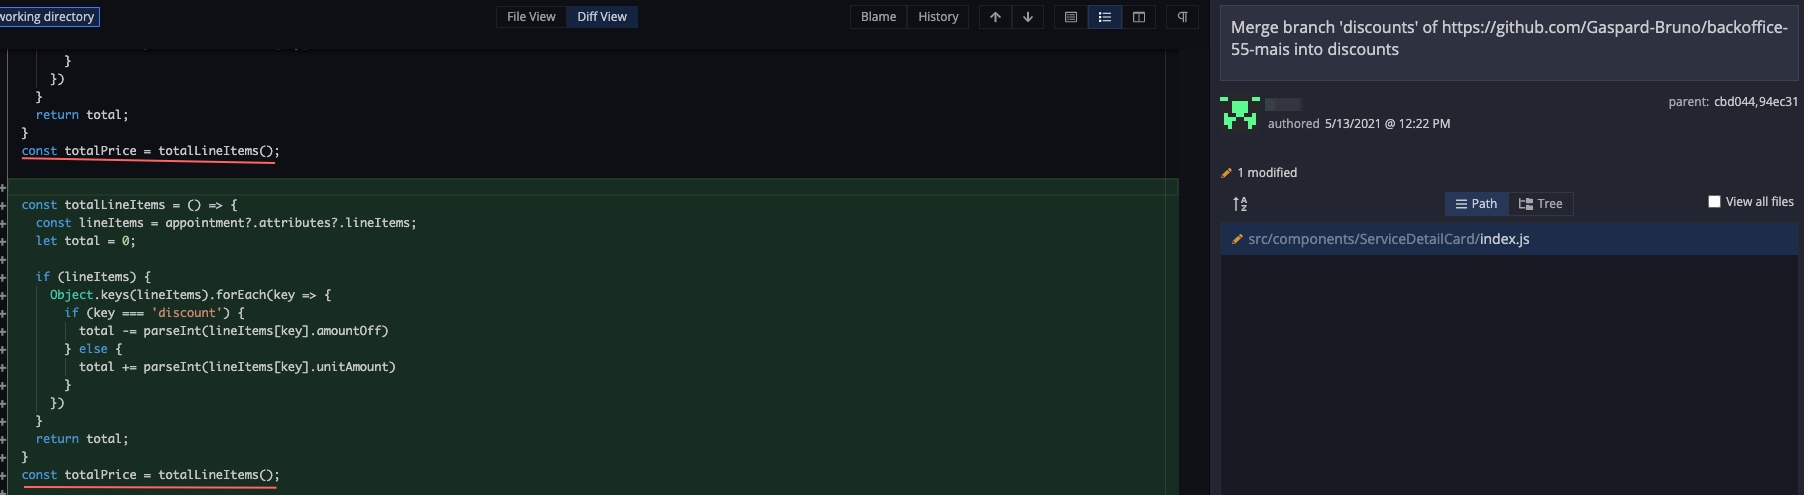 working directory
File View
Diff View
Blame
History
}
})
}
return total;
}
const totalPrice = totalLineItems();
+
+ const totalLineItems = () => {
+ const lineItems = appointment?.attributes?.lineItems;
+ let total = 0;
+
+ if (lineItems) {
+ Object.keys(lineItems).forEach(key => {
+ if (key === 'discount') {
+ total -= parseInt(lineItems[key].amountOff)
+ } else {
+ total += parseInt(lineItems[key].unitAmount)
+ }
+ })
+ }
+ return total;
+ }
+ const totalPrice = totalLineItems();
+
Merge branch 'discounts' of https://github.com/Gaspard-Bruno/backoffice-
55-mais into discounts
parent: cbd044,94ec31
authored 5/13/2021 @ 12:22 PM
1 modified
A
Z
Path
Tree
View all files
src/components/ServiceDetailCard/index.js